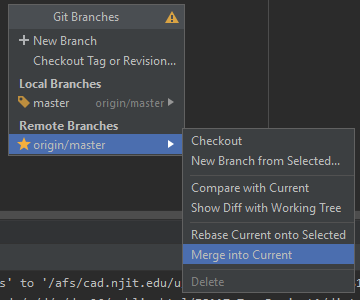 Git Branches
New Branch
Checkout Tag or Revision...
Local Branches
master origin/master
Remote Branches
origin/master
Checkout
New Branch from Selected...
Compare with Current
Show Diff with Working Tree
Rebase Current onto Selected
Merge into Current
Delete
s' to '/afs/cad.njit.edu/u